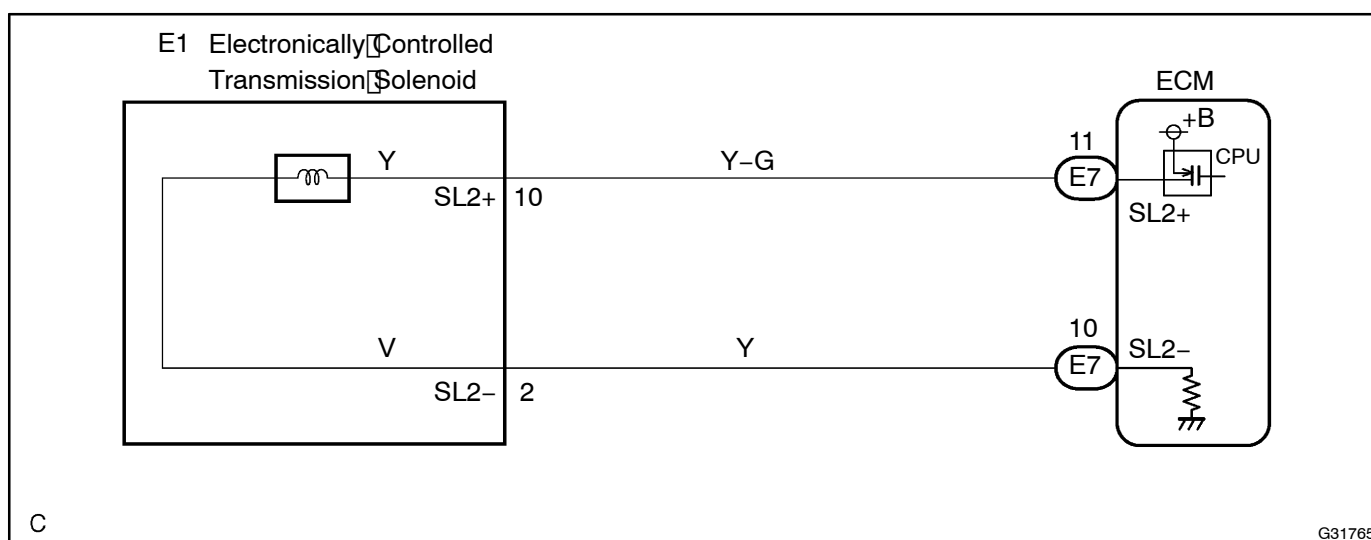 E1 Electronically Controlled
Transmission Solenoid
ECM
+B
CPU
11
Y
Y−G
E7
SL2+
10
SL2+
10
V
Y
E7
SL2−
SL2−
2
C
G31765